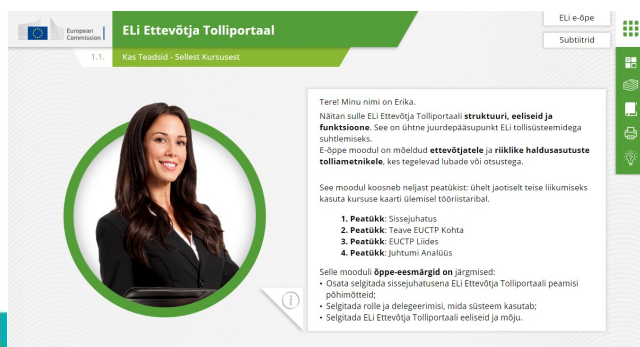 European
Commission
ELi Ettevõtja Tolliportaal
1.1. Kas Teadsid - Sellest Kursusest
ELi e-õpe
Subtiitrid
Tere! Minu nimi on Erika.
Näitan sulle ELi Ettevõtja Tolliportaali struktuuri, eeliseid ja
funktsioone. See on ühtne juurdepääsupunkt ELi tollisüsteemidega
suhtlemiseks.
E-õppe moodul on mõeldud ettevõtjatele ja riiklike haldusasutuste
tolliametnikele, kes tegelevad lubade või otsustega.
See moodul koosneb neljast peatükist: ühelt jaotiselt teise liikumiseks
kasuta kursuse kaarti ülemisel tööriistaribal.
1. Peatükk: Sissejuhatus
2. Peatükk: Teave EUCTP Kohta
3. Peatükk: EUCTP Liides
4. Peatükk: Juhtumi Analüüs
Selle mooduli õppe-eesmärgid on järgmised:
• Osata selgitada sissejuhatusena ELi Ettevõtja Tolliportaali peamisi
põhimõtteid;
• Selgitada rolle ja delegeerimisi, mida süsteem kasutab;
• Selgitada ELi Ettevõtja Tolliportaali eeliseid ja mõju.